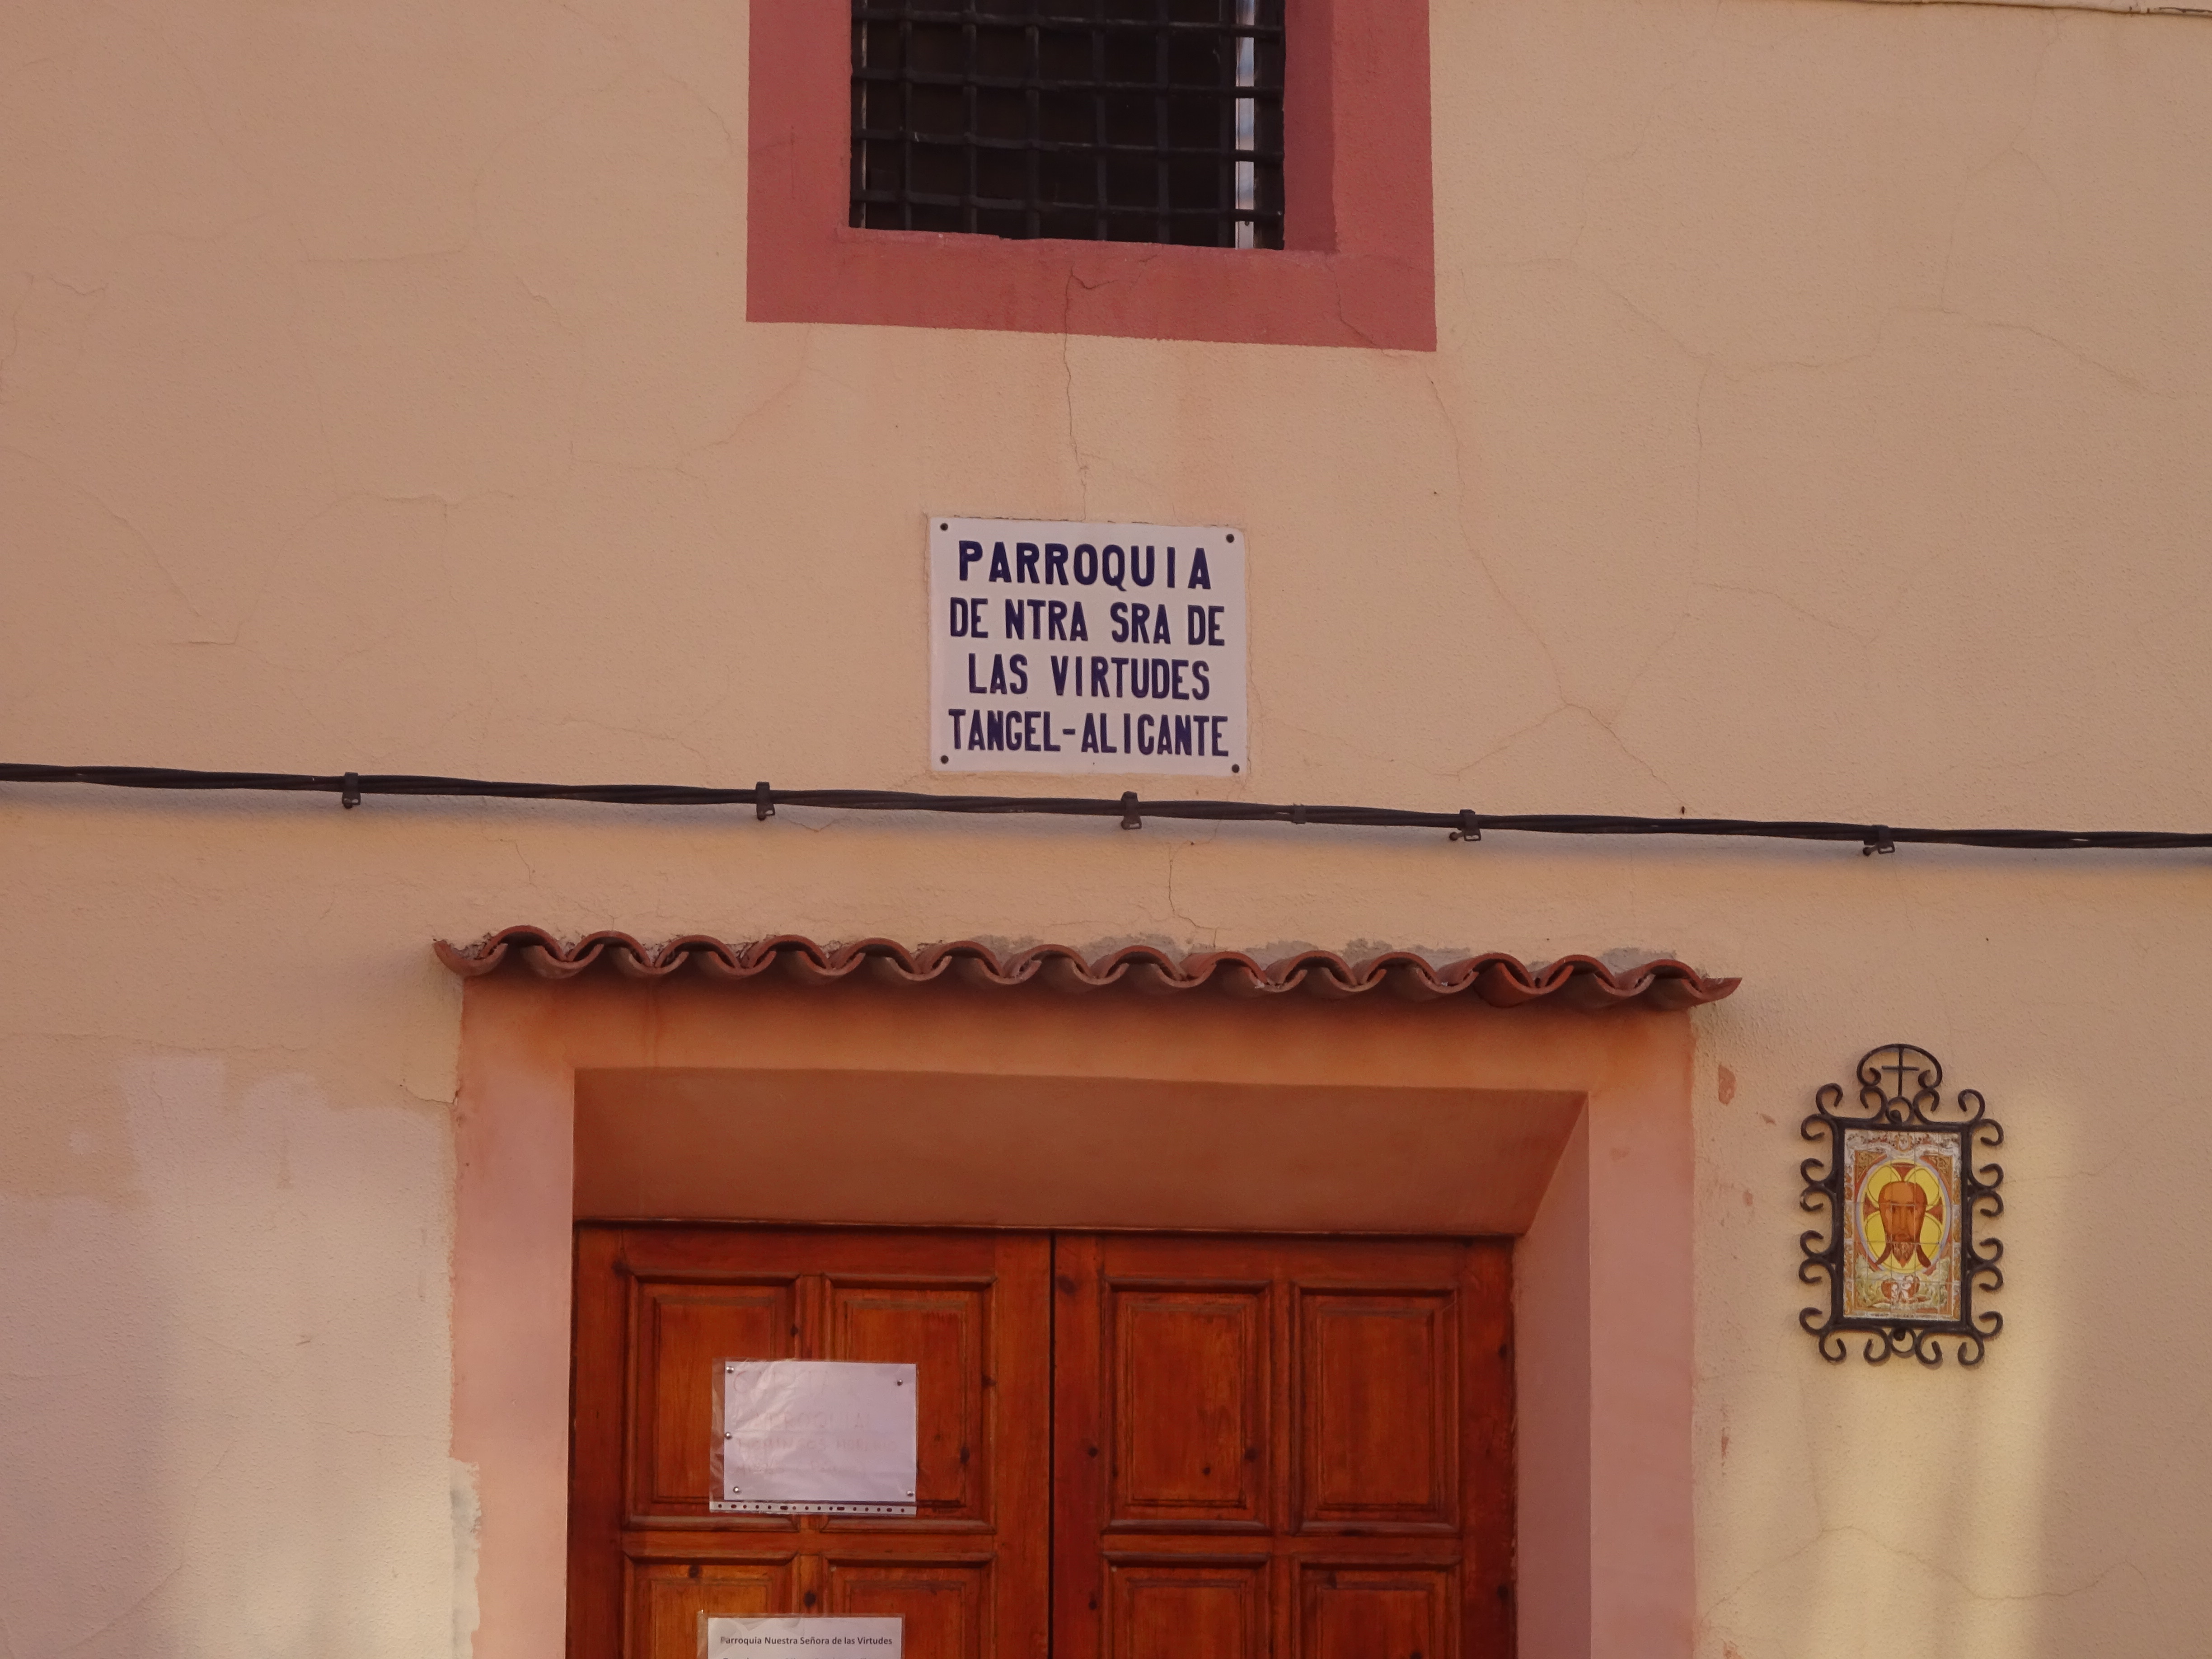 PARROQUIA
DE NTRA SRA DE
LAS VIRTUDES
TANGEL-ALICANTE
Parroquia Nuestra Señora de las Virtudes